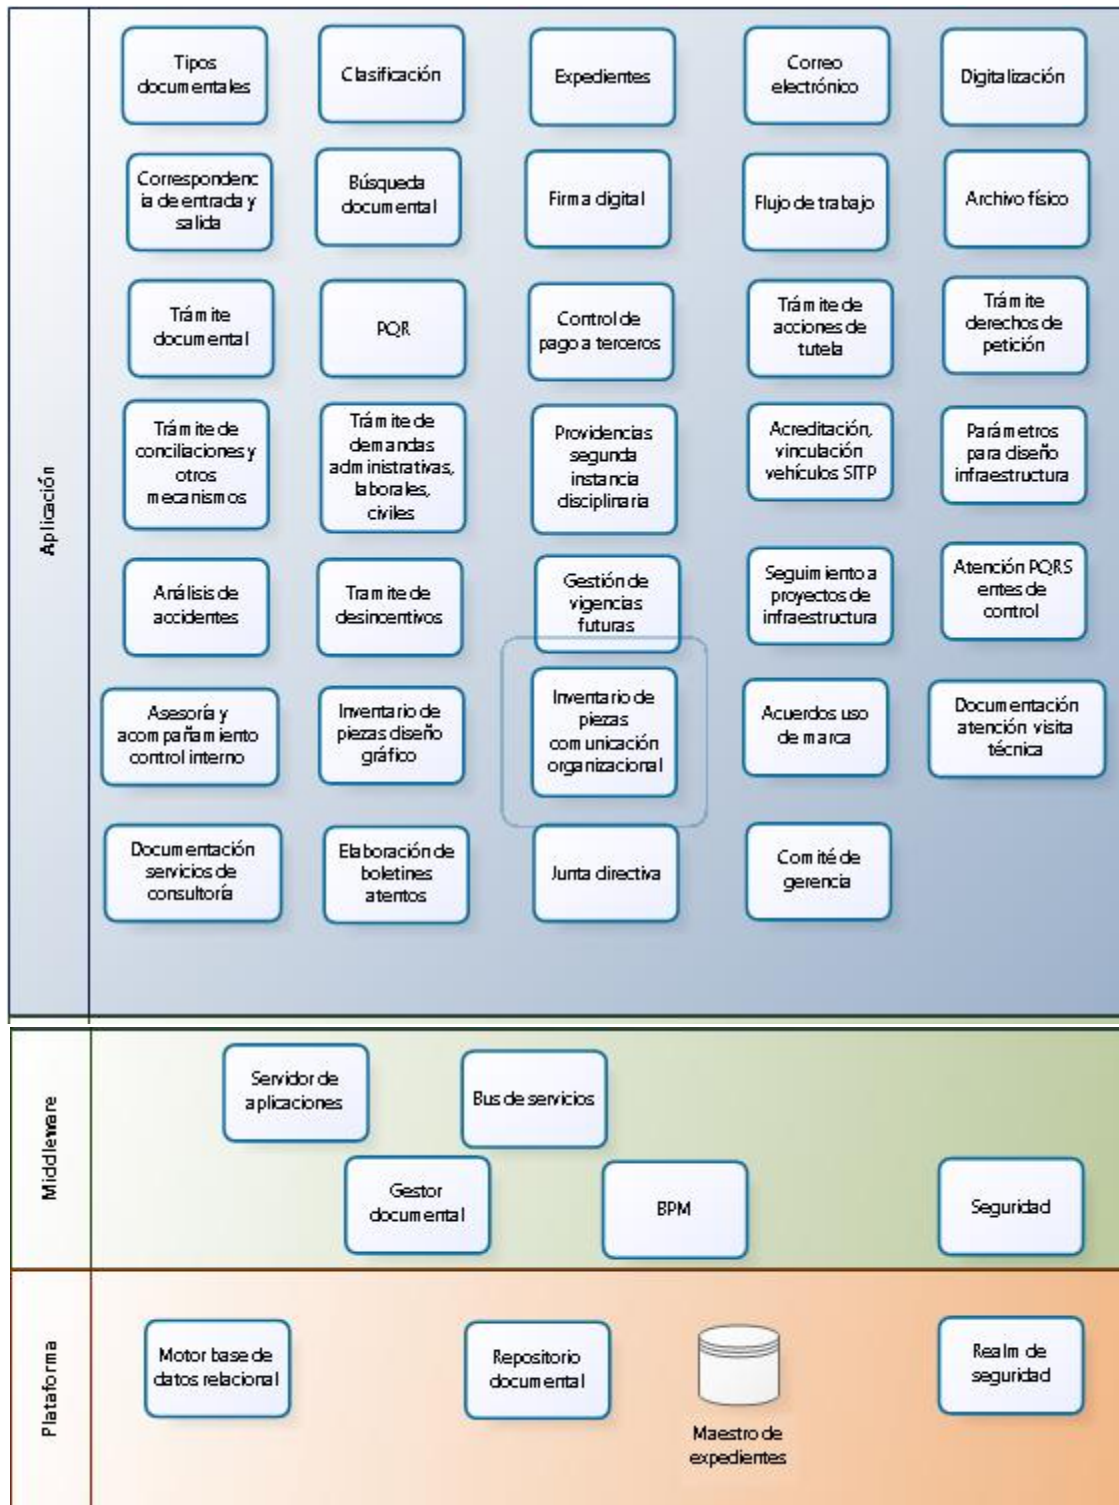 Aplicación
Tipos
documentales
Clasificación
Expedientes
Correo
electrónico
Digitalización
Correspondenc
ia de entrada y
salida
Búsqueda
documental
Firma digital
Flujo de trabajo
Archivo físico
Trámite
documental
PQR
Control de
pago a terceros
Trámite de
acciones de
tutela
Trámite
derechos de
petición
Trámite de
conciliaciones y
otros
mecanismos
Trámite de
demandas
administrativas,
laborales,
civiles
Providencias
segunda
instancia
disciplinaria
Acreditación,
vinculación
vehículos SITP
Parámetros
para diseño
infraestructura
Análisis de
accidentes
Tramite de
desincentivos
Gestión de
vigencias
futuras
Seguimiento a
proyectos de
infraestructura
Atención PQRS
entes de
control
Asesoría y
acompañamiento
control interno
Inventario de
piezas diseño
gráfico
Inventario de
piezas
comunicación
organizacional
Acuerdos uso
de marca
Documentación
atención visita
técnica
Documentación
servicios de
consultoría
Elaboración de
boletines
atentos
Junta directiva
Comité de
gerencia
Middleware
Servidor de
aplicaciones
Bus de servicios
Gestor
documental
BPM
Seguridad
Plataforma
Motor base de
datos relacional
Repositorio
documental
Maestro de
expedientes
Realm de
seguridad